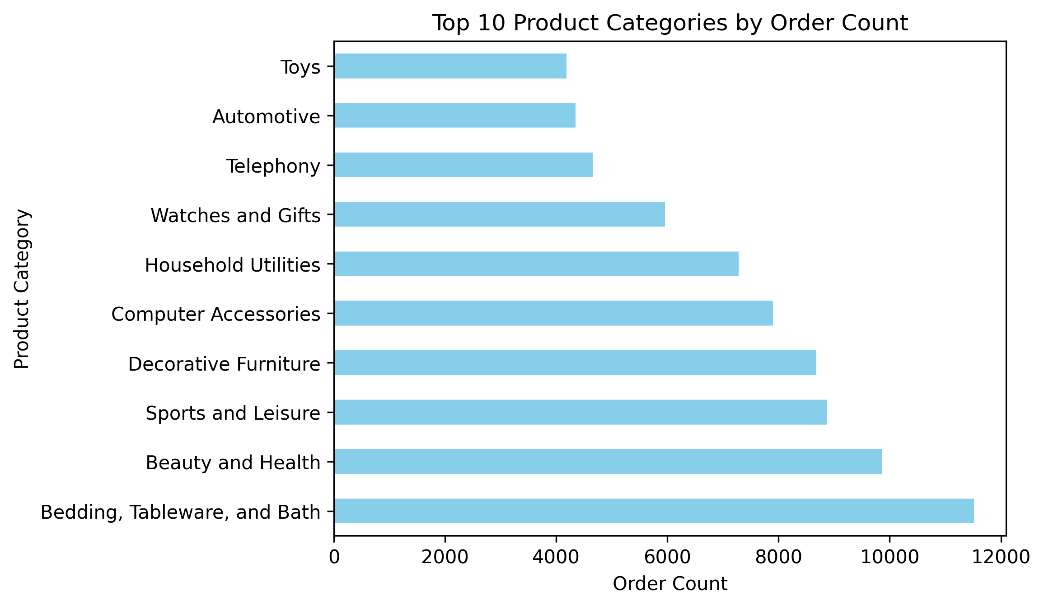 Top 10 Product Categories by Order Count
Product Category
Toys
Automotive
Telephony
Watches and Gifts
Household Utilities
Computer Accessories
Decorative Furniture
Sports and Leisure
Beauty and Health
Bedding, Tableware, and Bath
0 2000 4000 6000 8000 10000 12000
Order Count